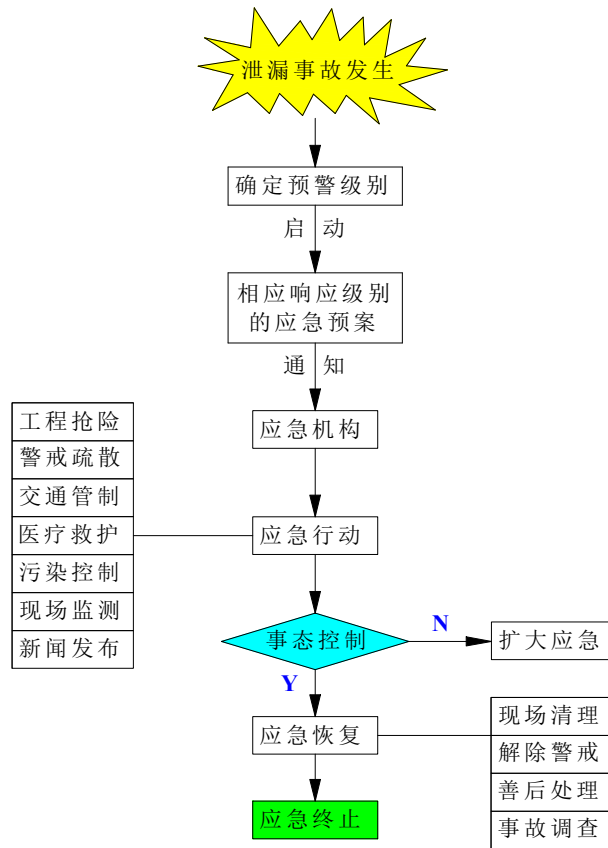 泄漏事故发生
确定预警级别
启 动
相应响应级别
的应急预案
通 知
应急机构
工程抢险
警戒疏散
交通管制
医疗救护
污染控制
现场监测
新闻发布
应急行动
事态控制
N
扩大应急
Y
应急恢复
现场清理
解除警戒
善后处理
事故调查
应急终止